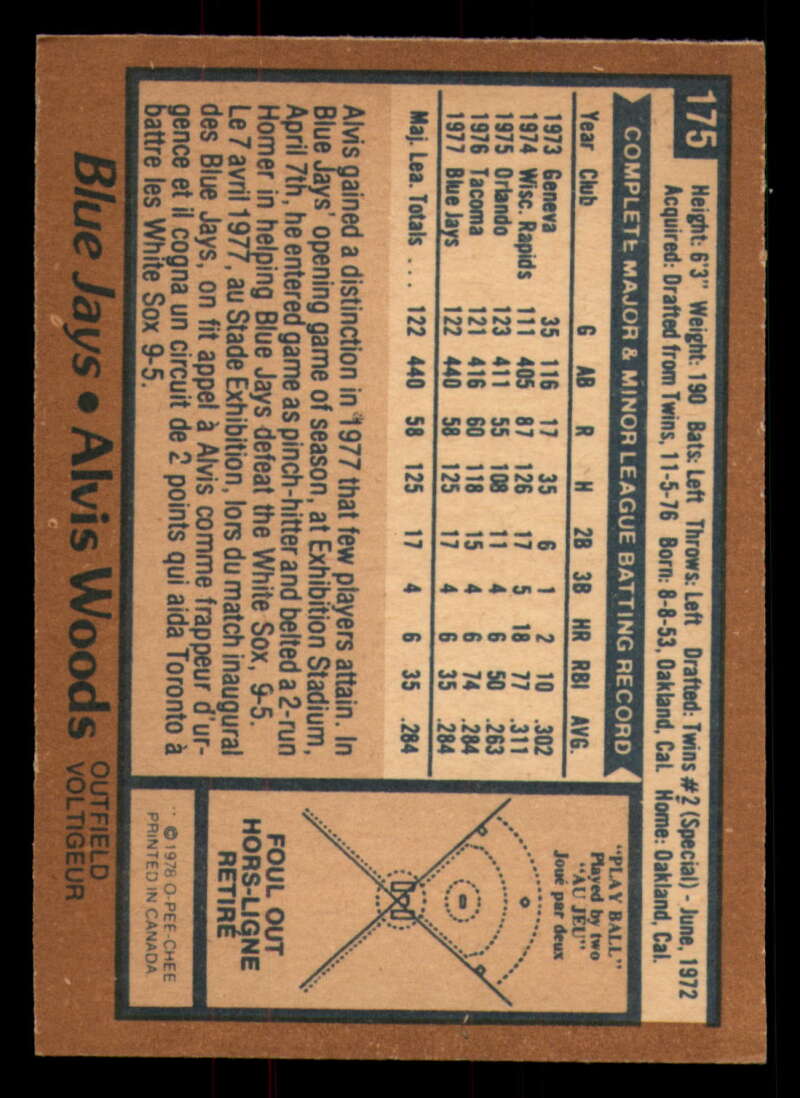 175
Height: 6'3" Weight: 190 Bats: Left Throws: Left Drafted: Twins #2 (Special) - June, 1972
Acquired: Drafted from Twins, 11-5-76 Born: 8-8-53, Oakland, Cal. Home: Oakland, Cal.
COMPLETE MAJOR & MINOR LEAGUE BATTING RECORD
Year Club G AB R H 2B 3B HR RBI AVG.
1973 Geneva 35 116 17 35 6 1 2 10 .302
1974 Wisc. Rapids 111 405 87 126 17 5 18 77 .311
1975 Orlando 123 411 55 108 11 4 6 50 .263
1976 Tacoma 121 416 60 118 15 4 6 74 .284
1977 Blue Jays 122 440 58 125 17 4 6 35 .284
Maj. Lea. Totals ... 122 440 58 125 17 4 6 35 .284
Alvis gained a distinction in 1977 that few players attain. In
Blue Jays' opening game of season, at Exhibition Stadium,
April 7th, he entered game as pinch-hitter and belted a 2-run
Homer in helping Blue Jays defeat the White Sox, 9-5.
Le 7 avril 1977, au Stade Exhibition, lors du match inaugural
des Blue Jays, on fit appel à Alvis comme frappeur d'ur-
gence et il cogna un circuit de 2 points qui aida Toronto à
battre les White Sox 9-5.
"PLAY BALL"
Played by two
"AU JEU"
Joué par deux
FOUL OUT
HORS-LIGNE
RETIRÉ
©1978 O-PEE-CHEE
PRINTED IN CANADA
Blue Jays • Alvis Woods OUTFIELD
VOLTIGEUR